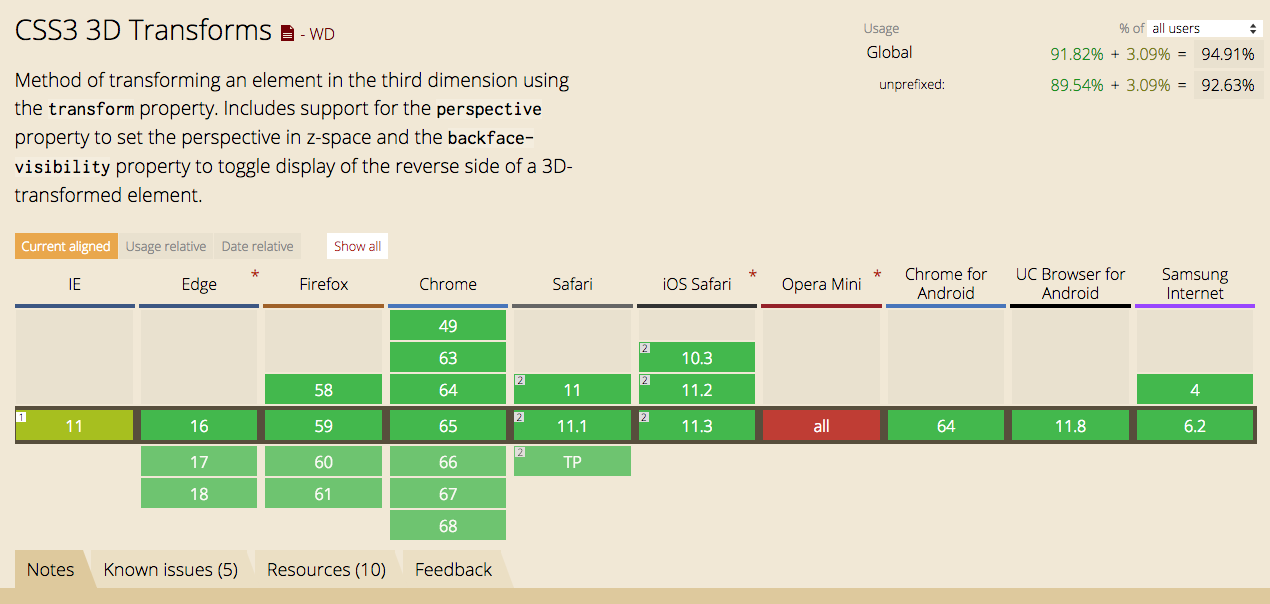 CSS3 3D Transforms - WD
Usage % of all users
Global 91.82% + 3.09% = 94.91%
unprefixed: 89.54% + 3.09% = 92.63%
Method of transforming an element in the third dimension using
the transform property. Includes support for the perspective
property to set the perspective in z-space and the backface-
visibility property to toggle display of the reverse side of a 3D-
transformed element.
Current aligned Usage relative Date relative Show all
IE Edge * Firefox Chrome Safari iOS Safari * Opera Mini * Chrome for Android UC Browser for Android Samsung Internet
49
63 2 10.3
58 64 2 11 2 11.2 4
1 11 16 59 65 2 11.1 2 11.3 all 64 11.8 6.2
17 60 66 2 TP
18 61 67
68
Notes Known issues (5) Resources (10) Feedback